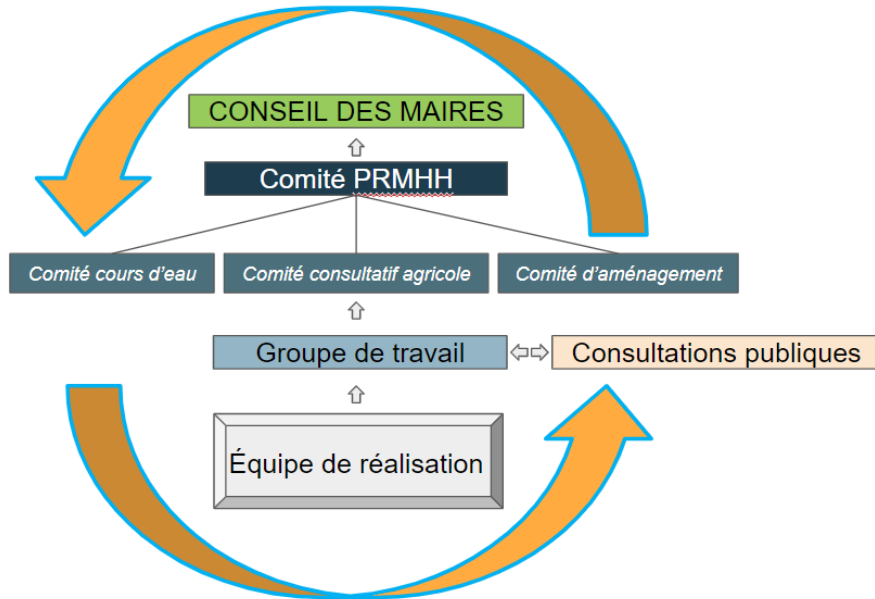 CONSEIL DES MAIRES
Comité PRMHH
Comité cours d'eau
Comité consultatif agricole
Comité d'aménagement
Groupe de travail
Consultations publiques
Équipe de réalisation